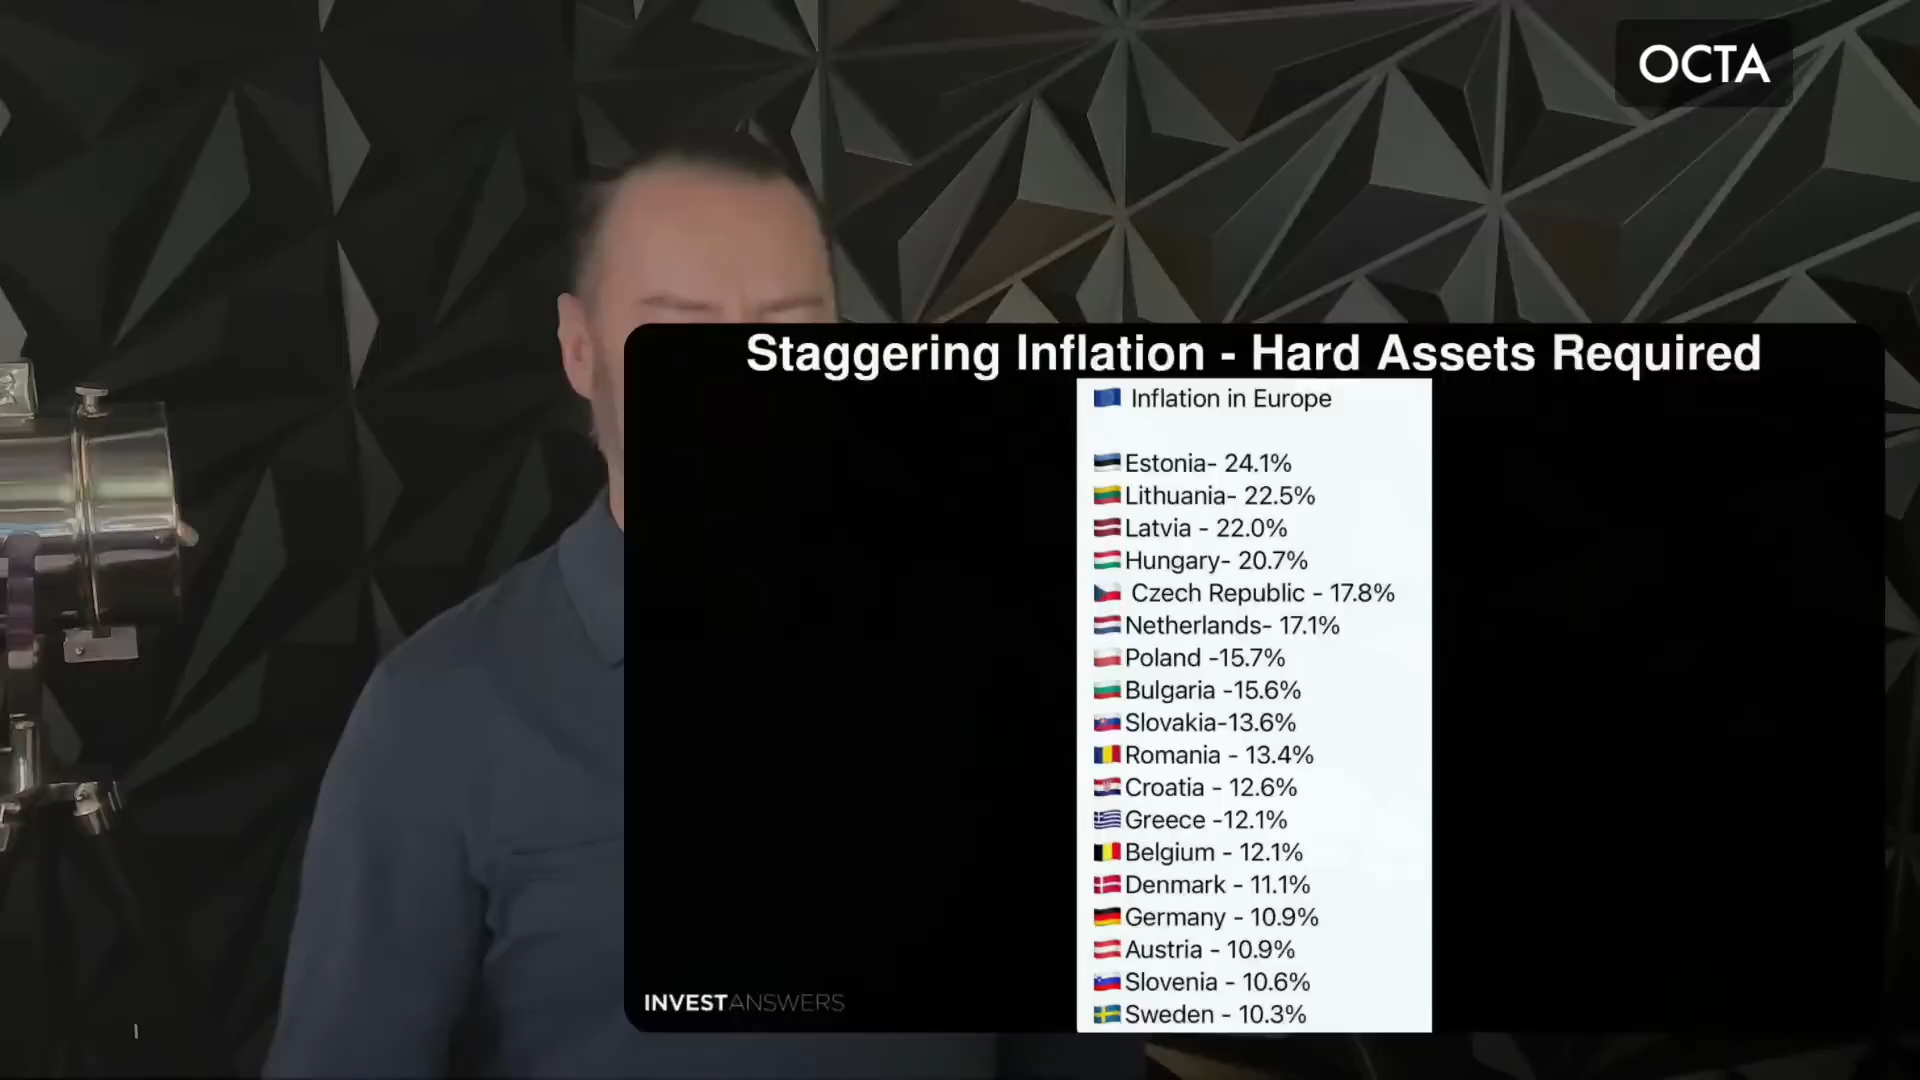 OCTA
Staggering Inflation - Hard Assets Required
Inflation in Europe
Estonia- 24.1%
Lithuania- 22.5%
Latvia - 22.0%
Hungary- 20.7%
Czech Republic - 17.8%
Netherlands- 17.1%
Poland -15.7%
Bulgaria -15.6%
Slovakia-13.6%
Romania - 13.4%
Croatia - 12.6%
Greece -12.1%
Belgium - 12.1%
Denmark - 11.1%
Germany - 10.9%
Austria - 10.9%
Slovenia - 10.6%
Sweden - 10.3%
INVESTANSWERS